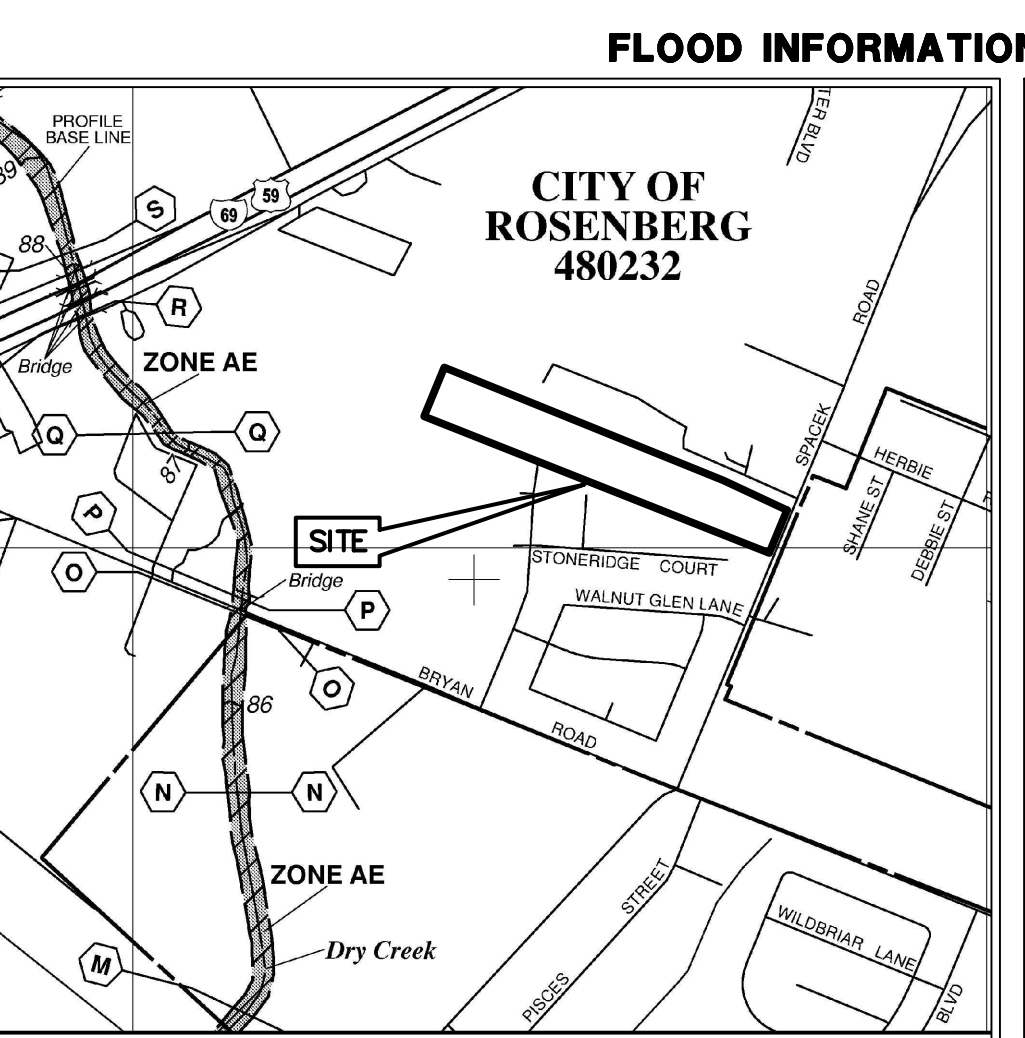 FLOOD INFORMATION
PROFILE
BASE LINE
TER BLVD
CITY OF
ROSENBERG
480232
59
69
S
89
88
R
ROAD
Bridge
ZONE AE
Q
Q
87
SPACEK
HERBIE
SHANE ST
DEBBIE ST
P
SITE
O
Bridge
STONERIDGE COURT
WALNUT GLEN LANE
P
O
BRYAN
86
ROAD
N
N
ZONE AE
STREET
WILDBRIAR LANE
Dry Creek
M
PISCES
BLVD